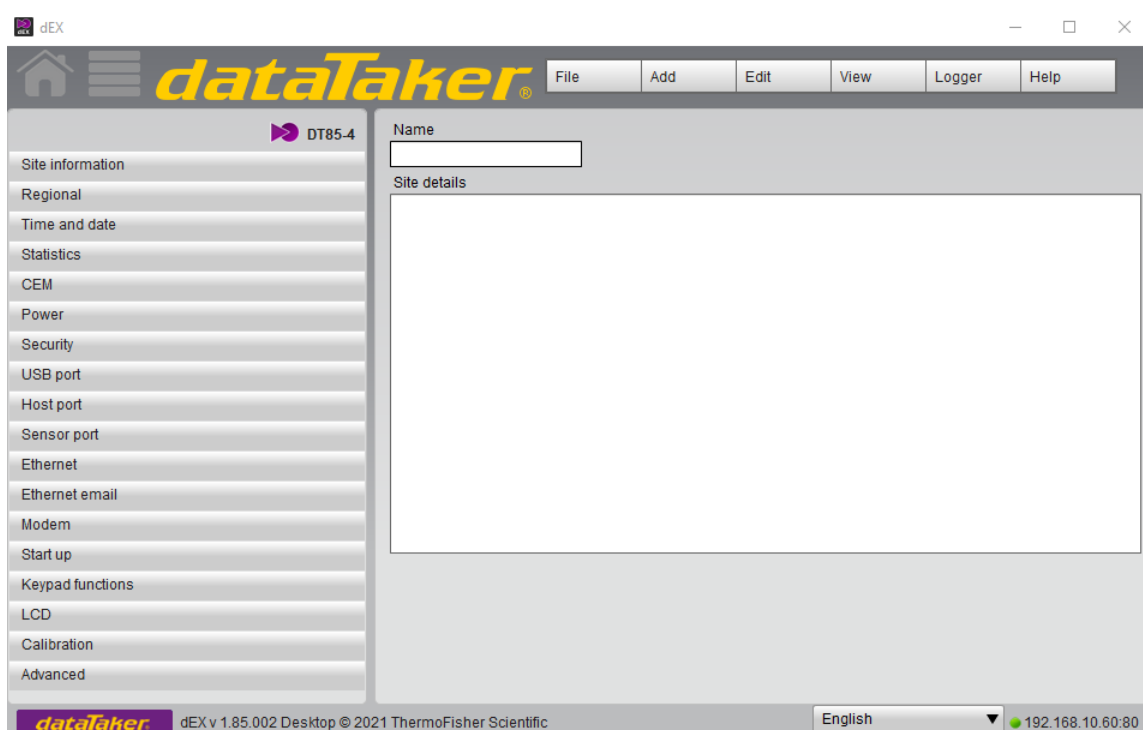 dEX
dataTaker®
File Add Edit View Logger Help
DT85-4
Site information
Regional
Time and date
Statistics
CEM
Power
Security
USB port
Host port
Sensor port
Ethernet
Ethernet email
Modem
Start up
Keypad functions
LCD
Calibration
Advanced
Name
Site details
dataTaker®
dEX v 1.85.002 Desktop © 2021 ThermoFisher Scientific
English
192.168.10.60:80